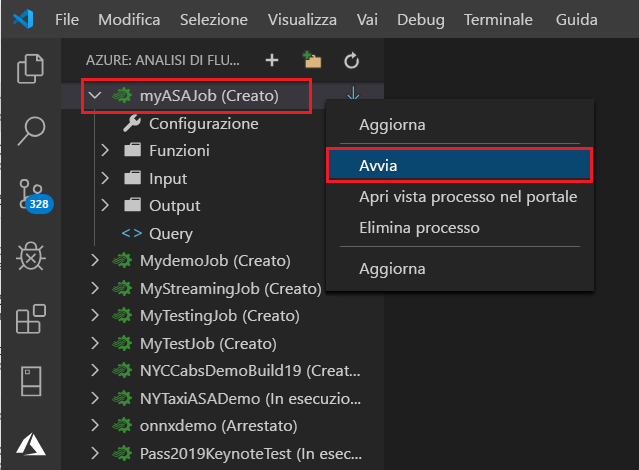 File Modifica Selezione Visualizza Vai Debug Terminale Guida
AZURE: ANALISI DI FLU...
myASAJob (Creato)
Configurazione
Funzioni
Input
Output
<> Query
MydemoJob (Creato)
MyStreamingJob (Creato)
MyTestingJob (Creato)
MyTestJob (Creato)
NYCCabsDemoBuild19 (Creat...
NYTaxiASADemo (In esecuzio...
onnxdemo (Arrestato)
Pass2019KeynoteTest (In esec...
328
Aggiorna
Avvia
Apri vista processo nel portale
Elimina processo
Aggiorna